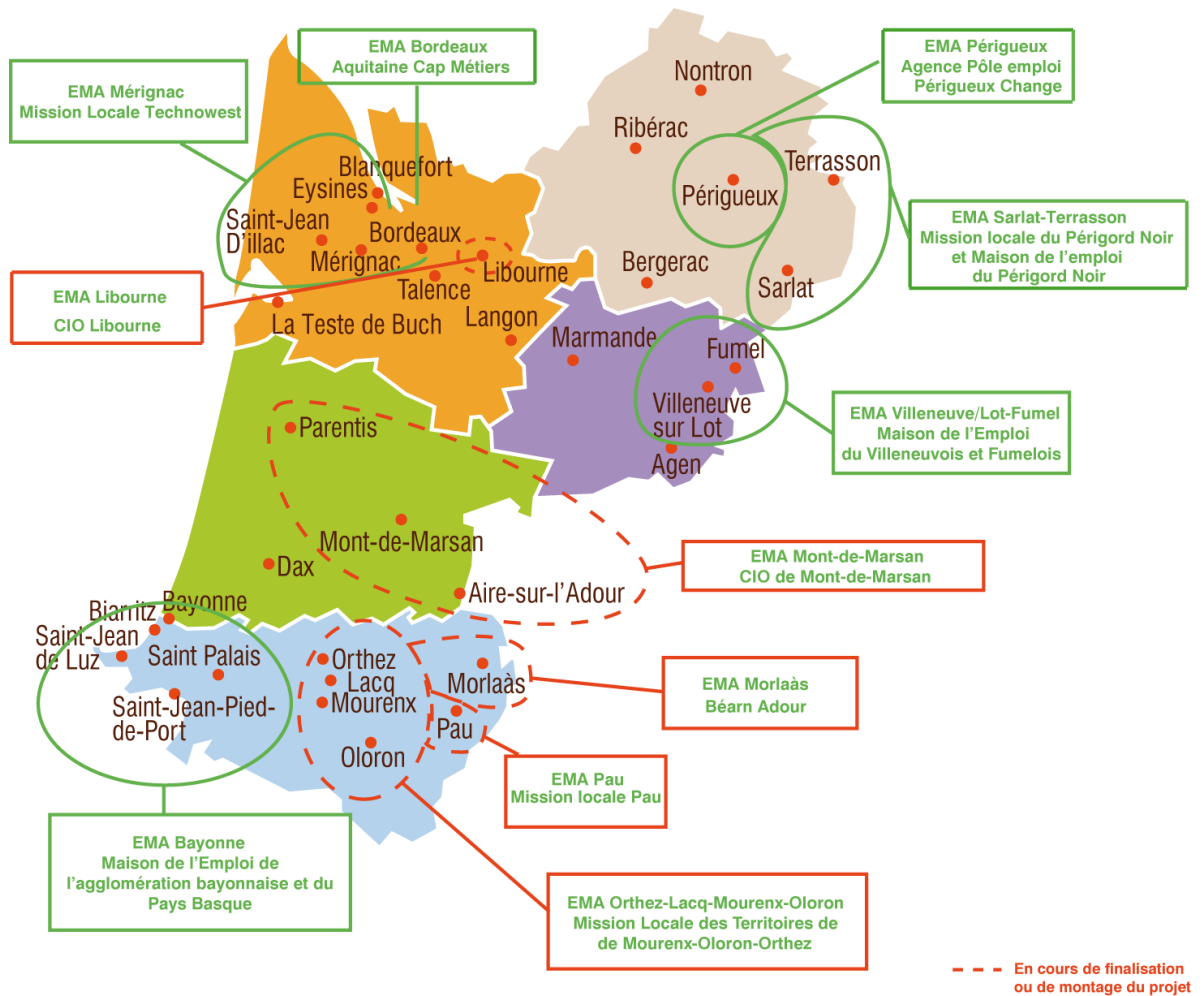 EMA Bordeaux
Aquitaine Cap Métiers
EMA Périgueux
Agence Pôle emploi
Périgueux Change
EMA Mérignac
Mission Locale Technowest
Nontron
Ribérac
Terrasson
Périgueux
Blanquefort
Eysines
Saint-Jean
D'illac
Bordeaux
Mérignac
Libourne
Talence
Bergerac
Sarlat
EMA Sarlat-Terrasson
Mission locale du Périgord Noir
et Maison de l'emploi
du Périgord Noir
EMA Libourne
CIO Libourne
La Teste de Buch
Langon
Marmande
Fumel
Villeneuve
sur Lot
Agen
EMA Villeneuve/Lot-Fumel
Maison de l'Emploi
du Villeneuvois et Fumelois
Parentis
Mont-de-Marsan
Dax
Aire-sur-l'Adour
EMA Mont-de-Marsan
CIO de Mont-de-Marsan
Bayonne
Biarritz
Saint-Jean
de Luz
Saint Palais
Saint-Jean-Pied-
de-Port
Orthez
Lacq
Mourenx
Oloron
Morlaàs
Pau
EMA Morlaàs
Béarn Adour
EMA Pau
Mission locale Pau
EMA Bayonne
Maison de l'Emploi de
l'agglomération bayonnaise et du
Pays Basque
EMA Orthez-Lacq-Mourenx-Oloron
Mission Locale des Territoires de
de Mourenx-Oloron-Orthez
En cours de finalisation
ou de montage du projet